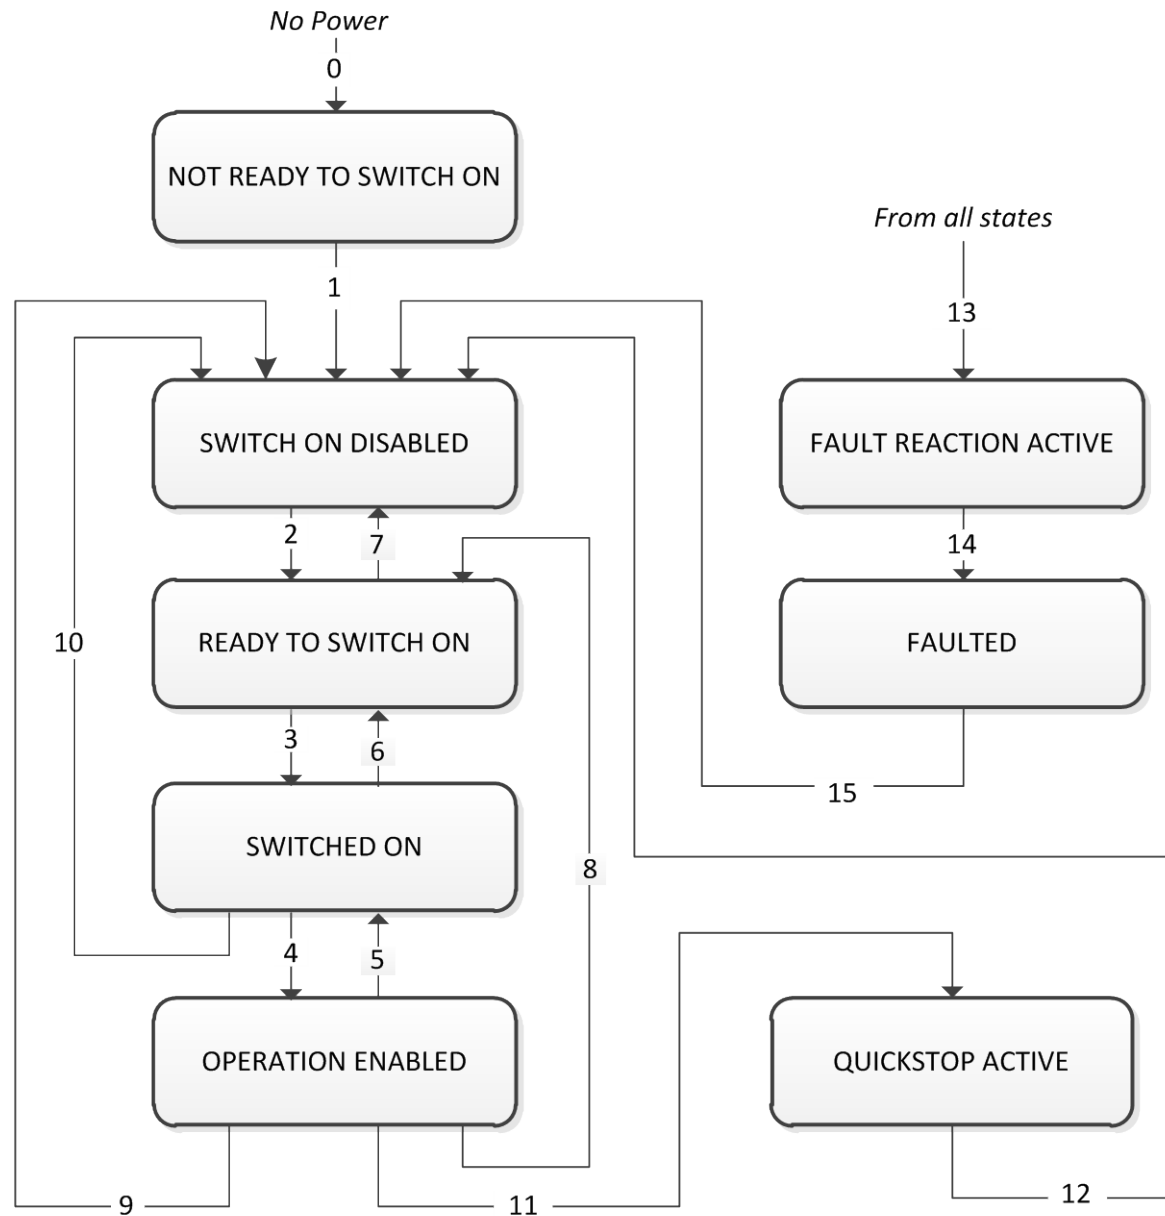 No Power
0
NOT READY TO SWITCH ON
From all states
1
13
SWITCH ON DISABLED
FAULT REACTION ACTIVE
2
7
14
10
READY TO SWITCH ON
FAULTED
3
6
15
SWITCHED ON
8
4
5
OPERATION ENABLED
QUICKSTOP ACTIVE
9
11
12